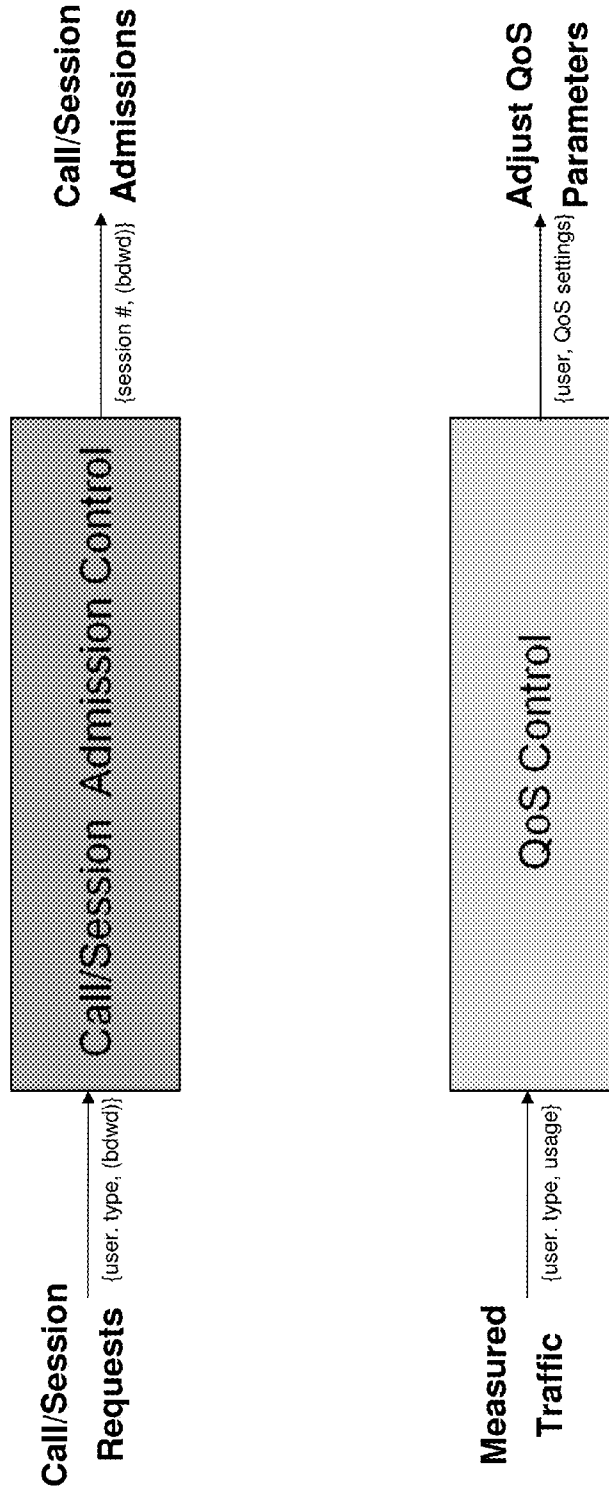 Call/Session
Requests
{user. type, (bdwd)}
Call/Session Admission Control
{session #, (bdwd)}
Call/Session
Admissions
Measured
Traffic
{user. type, usage}
QoS Control
{user, QoS settings}
Adjust QoS
Parameters